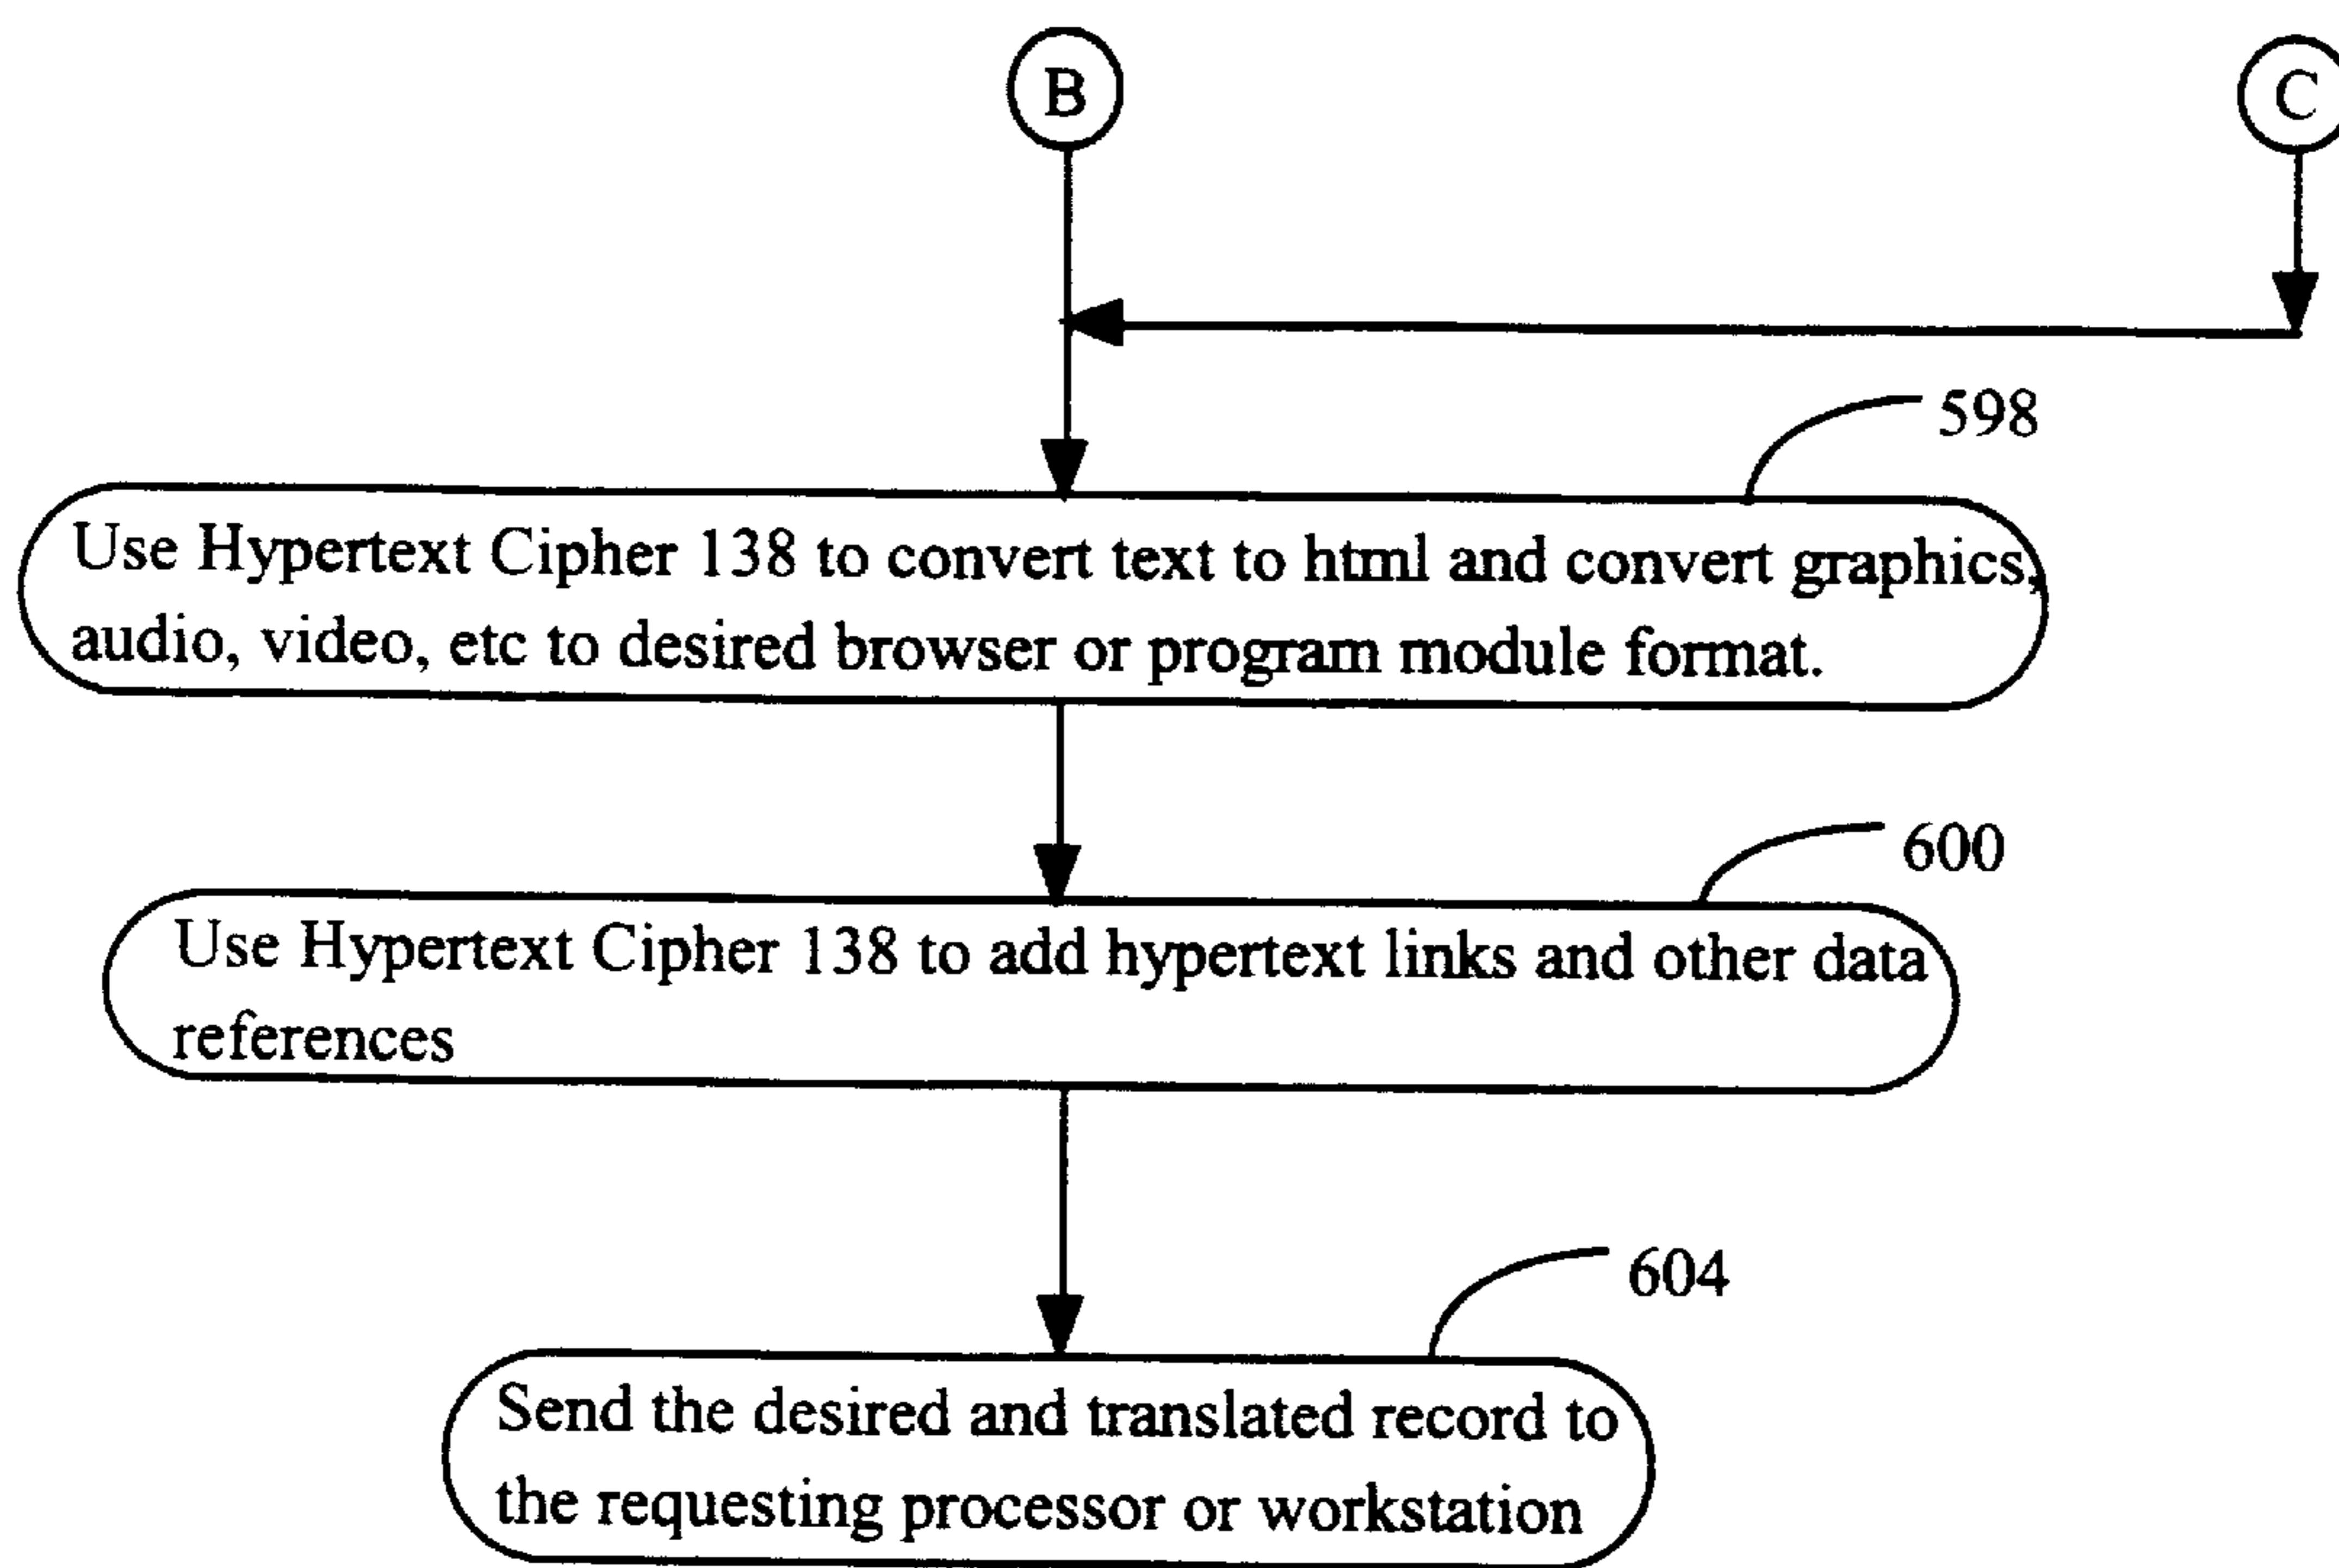 B
C
598
Use Hypertext Cipher 138 to convert text to html and convert graphics,
audio, video, etc to desired browser or program module format.
600
Use Hypertext Cipher 138 to add hypertext links and other data
references
604
Send the desired and translated record to
the requesting processor or workstation